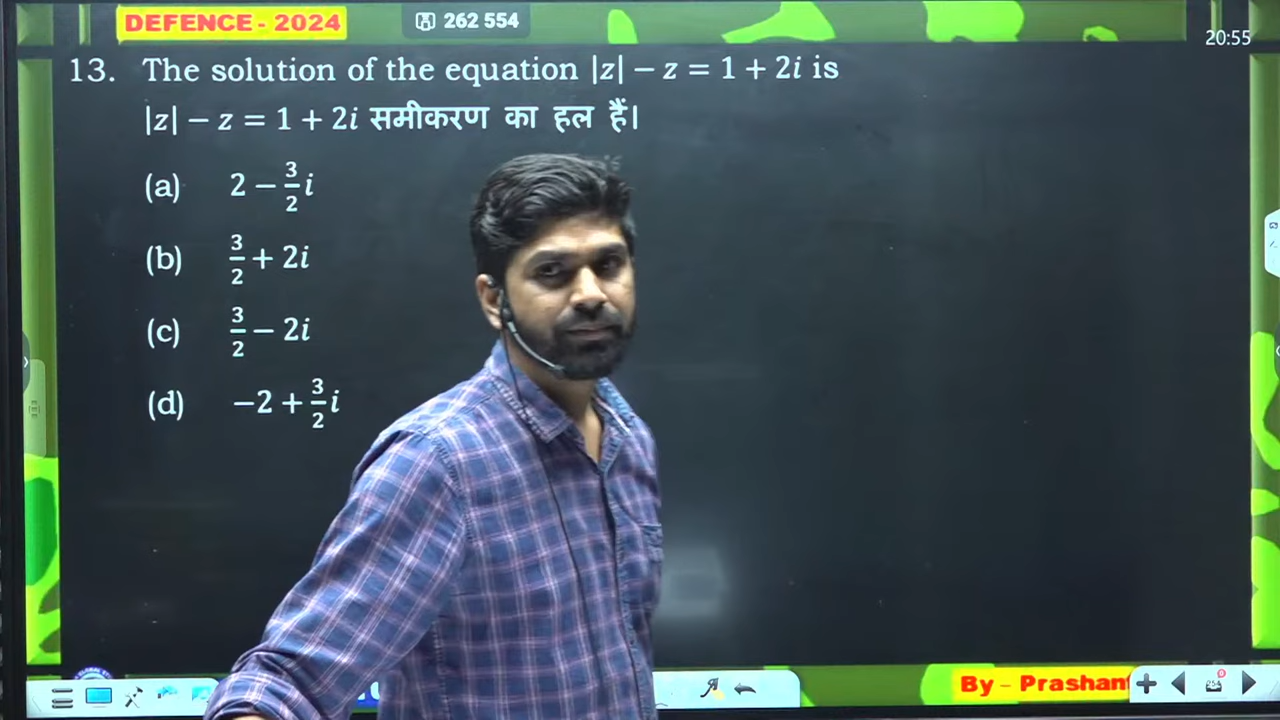 DEFENCE - 2024
262 554
20:55
13. The solution of the equation |z| − z = 1 + 2i is
|z| − z = 1 + 2i समीकरण का हल हैं।
(a) 2 − 3/2 i
(b) 3/2 + 2i
(c) 3/2 − 2i
(d) −2 + 3/2 i
By – Prashant